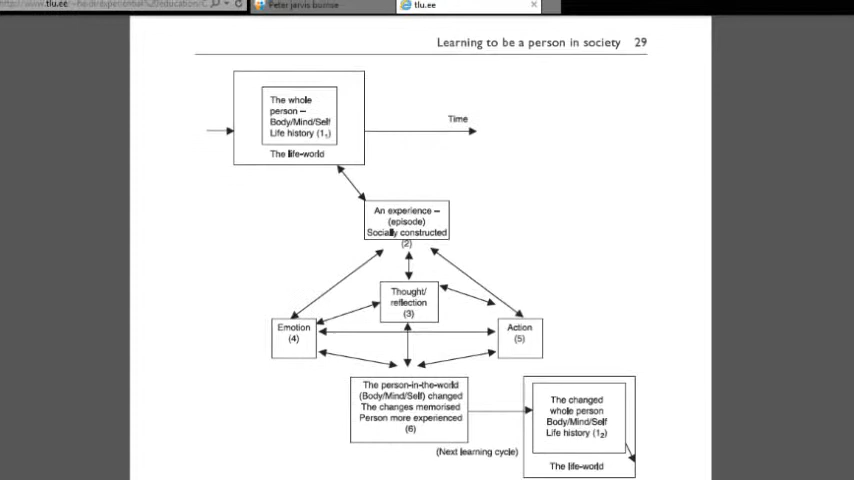 Peter jarvis burnse
tlu.ee
Learning to be a person in society 29
The whole
person –
Body/Mind/Self
Life history (1₁)
The life-world
Time
An experience –
(episode)
Socially constructed
(2)
Thought/
reflection
(3)
Emotion
(4)
Action
(5)
The person-in-the-world
(Body/Mind/Self) changed
The changes memorised
Person more experienced
(6)
(Next learning cycle)
The changed
whole person
Body/Mind/Self
Life history (1₂)
The life-world